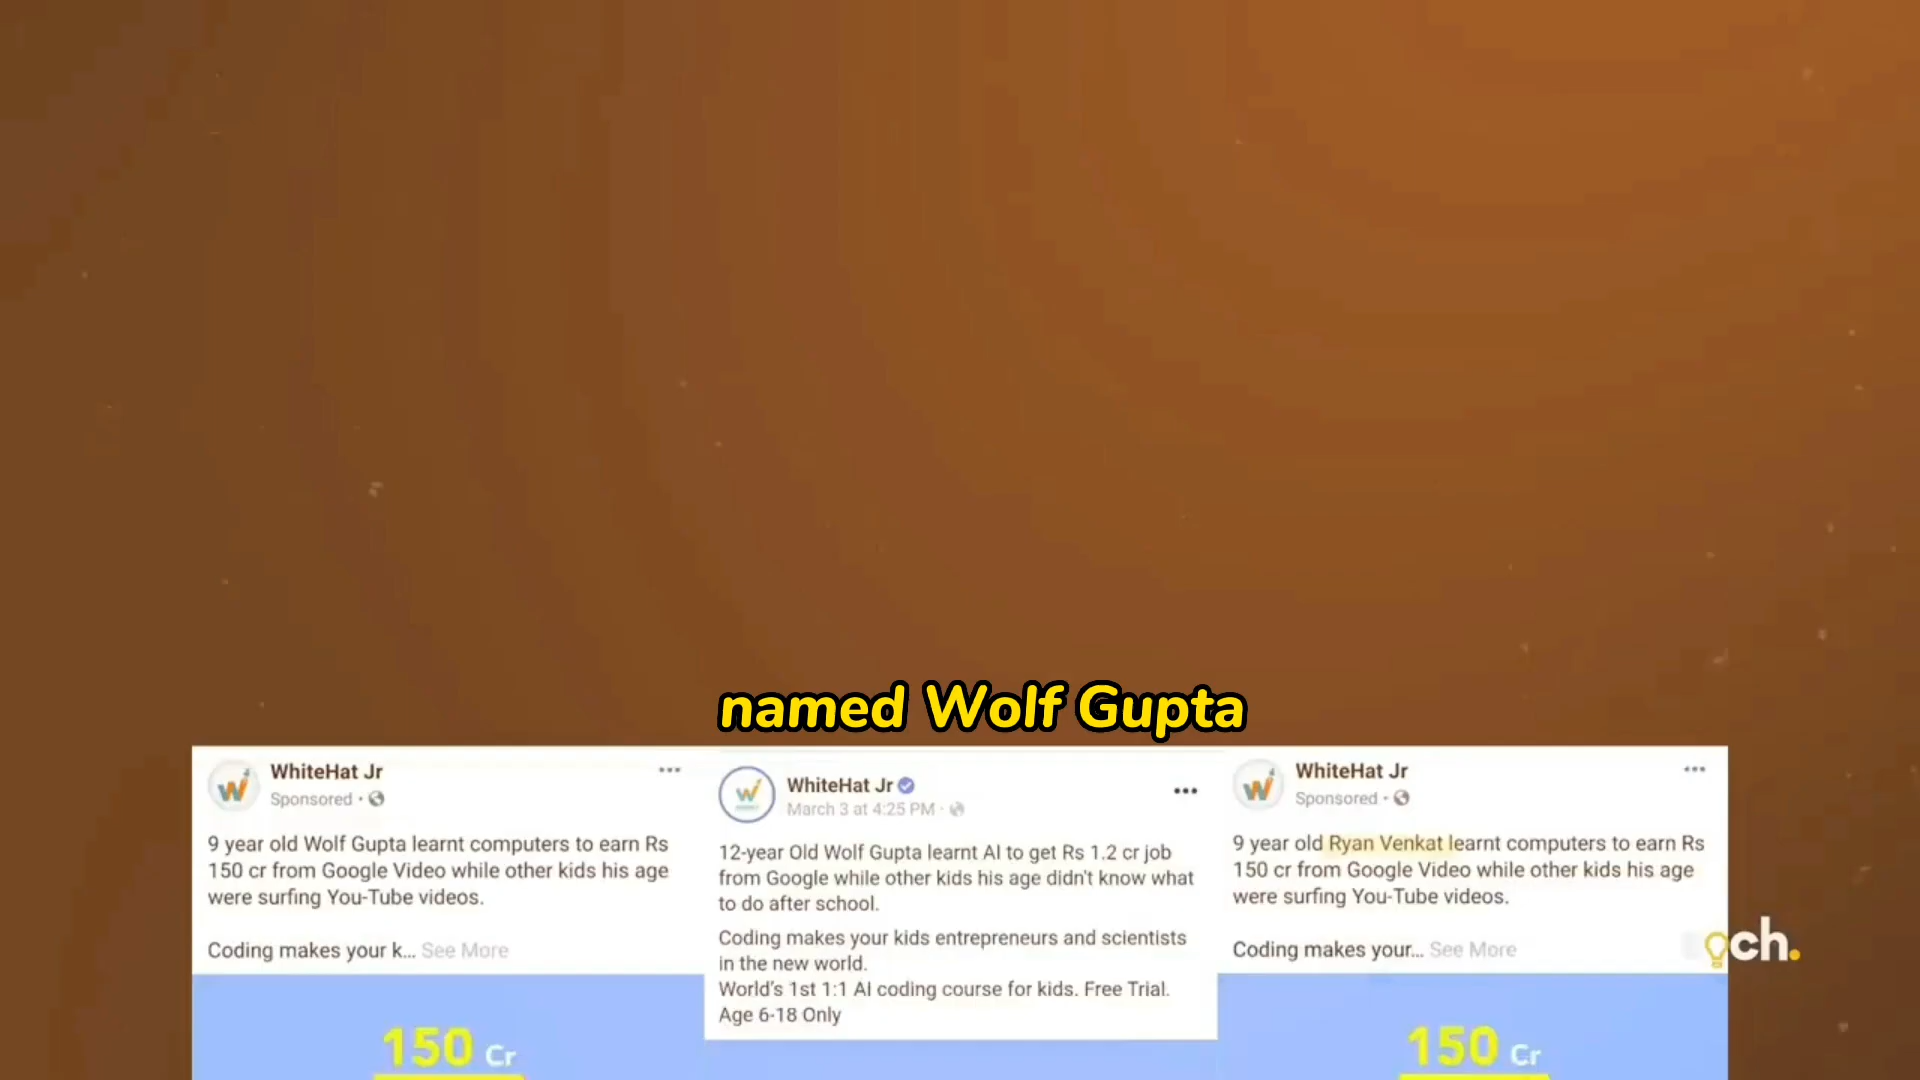 named Wolf Gupta
WhiteHat Jr
Sponsored ·
9 year old Wolf Gupta learnt computers to earn Rs
150 cr from Google Video while other kids his age
were surfing You-Tube videos.
Coding makes your k... See More
150 Cr
WhiteHat Jr
March 3 at 4:25 PM ·
12-year Old Wolf Gupta learnt AI to get Rs 1.2 cr job
from Google while other kids his age didn't know what
to do after school.
Coding makes your kids entrepreneurs and scientists
in the new world.
World's 1st 1:1 AI coding course for kids. Free Trial.
Age 6-18 Only
WhiteHat Jr
Sponsored ·
9 year old Ryan Venkat learnt computers to earn Rs
150 cr from Google Video while other kids his age
were surfing You-Tube videos.
Coding makes your... See More
150 Cr
ch.